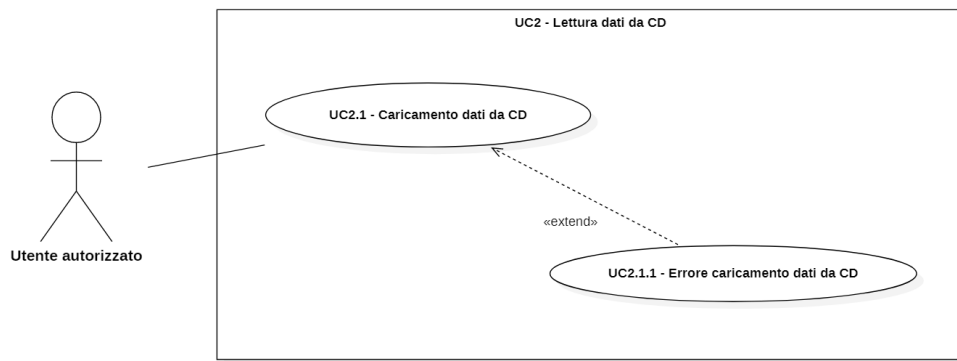 UC2 - Lettura dati da CD
UC2.1 - Caricamento dati da CD
«extend»
Utente autorizzato
UC2.1.1 - Errore caricamento dati da CD